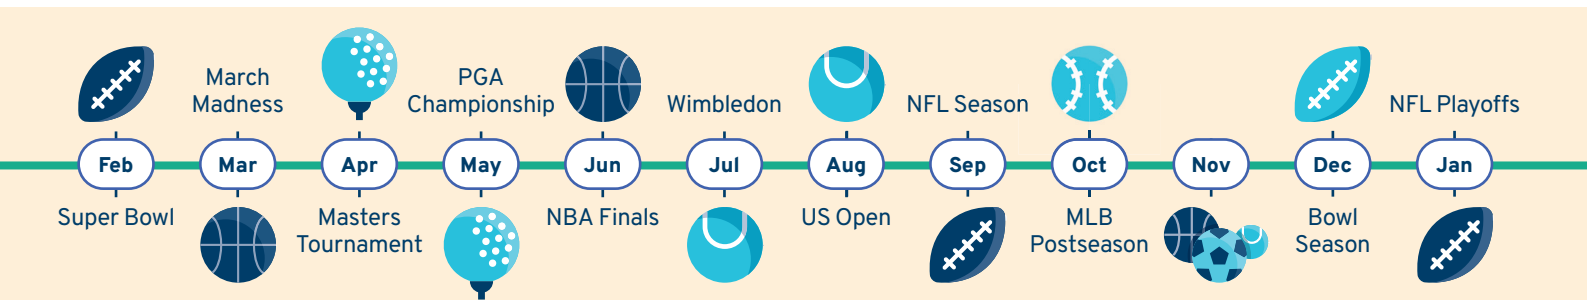 March
Madness
PGA
Championship
Wimbledon
NFL Season
NFL Playoffs
Feb
Mar
Apr
May
Jun
Jul
Aug
Sep
Oct
Nov
Dec
Jan
Super Bowl
Masters
Tournament
NBA Finals
US Open
MLB
Postseason
Bowl
Season